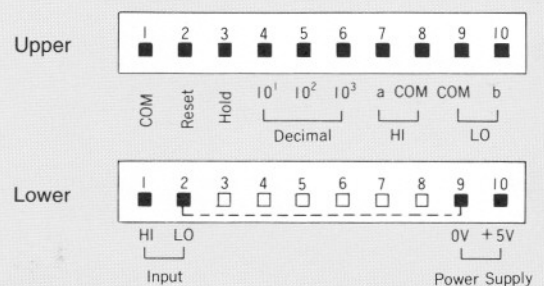 1 2 3 4 5 6 7 8 9 10
Upper
COM Reset Hold 10¹ 10² 10³ a COM COM b
Decimal HI LO
1 2 3 4 5 6 7 8 9 10
Lower
HI LO 0V +5V
Input Power Supply